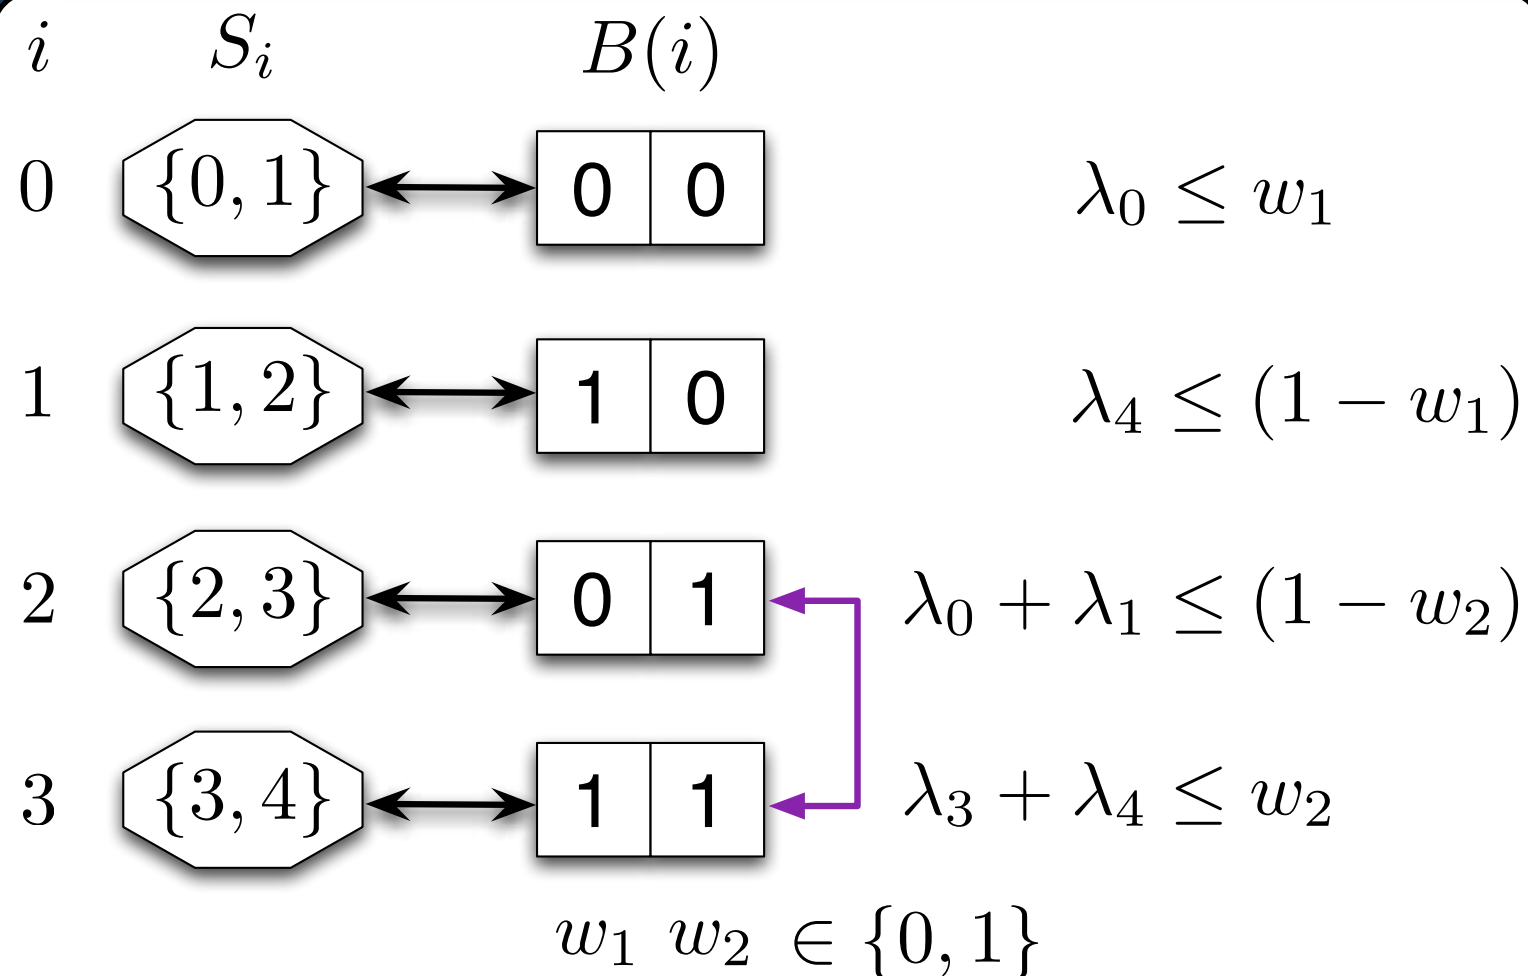 i S_i B(i)
0 {0, 1} 0 0 λ_0 ≤ w_1
1 {1, 2} 1 0 λ_4 ≤ (1 − w_1)
2 {2, 3} 0 1 λ_0 + λ_1 ≤ (1 − w_2)
3 {3, 4} 1 1 λ_3 + λ_4 ≤ w_2
w_1 w_2 ∈ {0, 1}